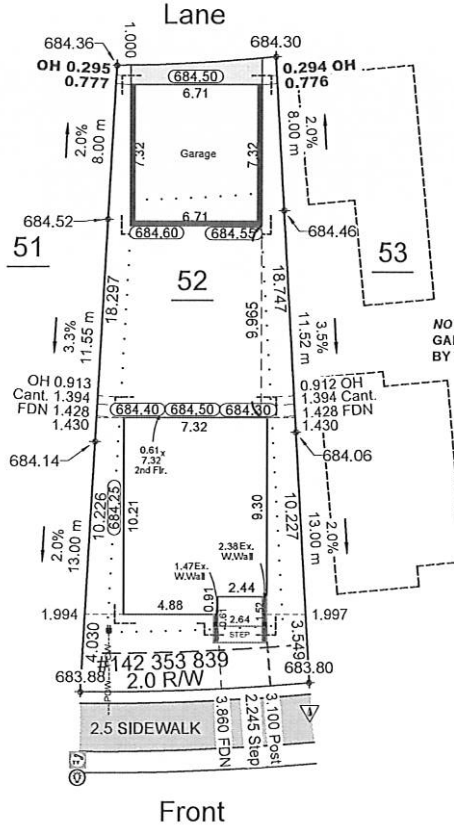 Lane
1.000
684.36
684.30
OH 0.295
0.777
0.294 OH
0.776
684.50
6.71
2.0%
8.00 m
7.32
Garage
7.32
8.00 m
2.0%
684.52
6.71
684.60
684.55
684.46
51
52
53
18.297
18.747
9.965
3.3%
11.55 m
11.52 m
3.5%
NO
GA
BY
OH 0.913
Cant. 1.394
FDN 1.428
1.430
0.912 OH
1.394 Cant.
1.428 FDN
1.430
684.40
684.50
684.30
7.32
684.14
684.06
0.61x
7.32
2nd Flr.
684.25
10.226
10.21
9.30
10.227
2.0%
13.00 m
13.00 m
2.0%
2.38Ex.
W.Wall
1.47Ex.
W.Wall
2.44
4.88
0.91
0.61
1.52
2.64
STEP
1.994
1.997
4.030
3.549
#142 353 839
2.0 R/W
683.88
683.80
2.5 SIDEWALK
3.860 FDN
2.245 Step
3.100 Post
Front